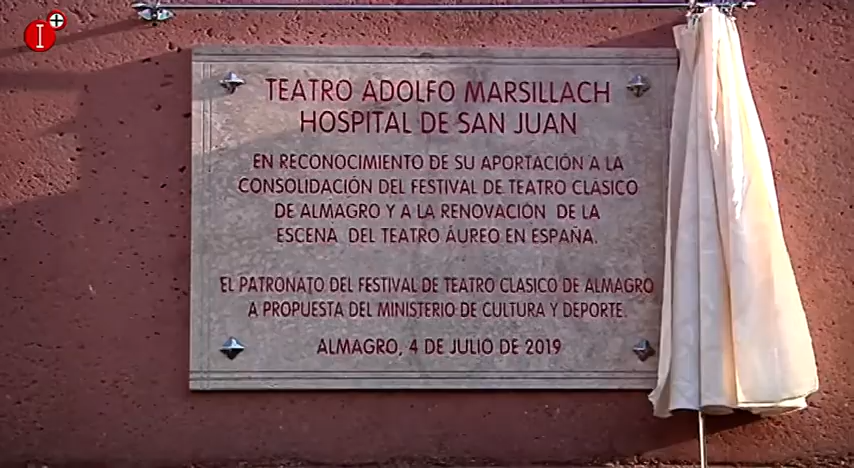 I+
TEATRO ADOLFO MARSILLACH
HOSPITAL DE SAN JUAN
EN RECONOCIMIENTO DE SU APORTACIÓN A LA
CONSOLIDACIÓN DEL FESTIVAL DE TEATRO CLÁSICO
DE ALMAGRO Y A LA RENOVACIÓN DE LA
ESCENA DEL TEATRO ÁUREO EN ESPAÑA.
EL PATRONATO DEL FESTIVAL DE TEATRO CLASICO DE ALMAGRO
A PROPUESTA DEL MINISTERIO DE CULTURA Y DEPORTE.
ALMAGRO, 4 DE JULIO DE 2019